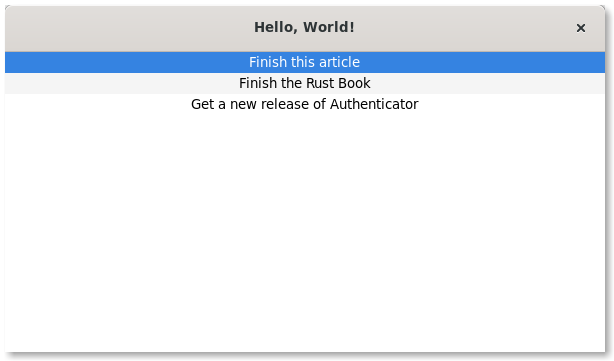 Hello, World!
Finish this article
Finish the Rust Book
Get a new release of Authenticator